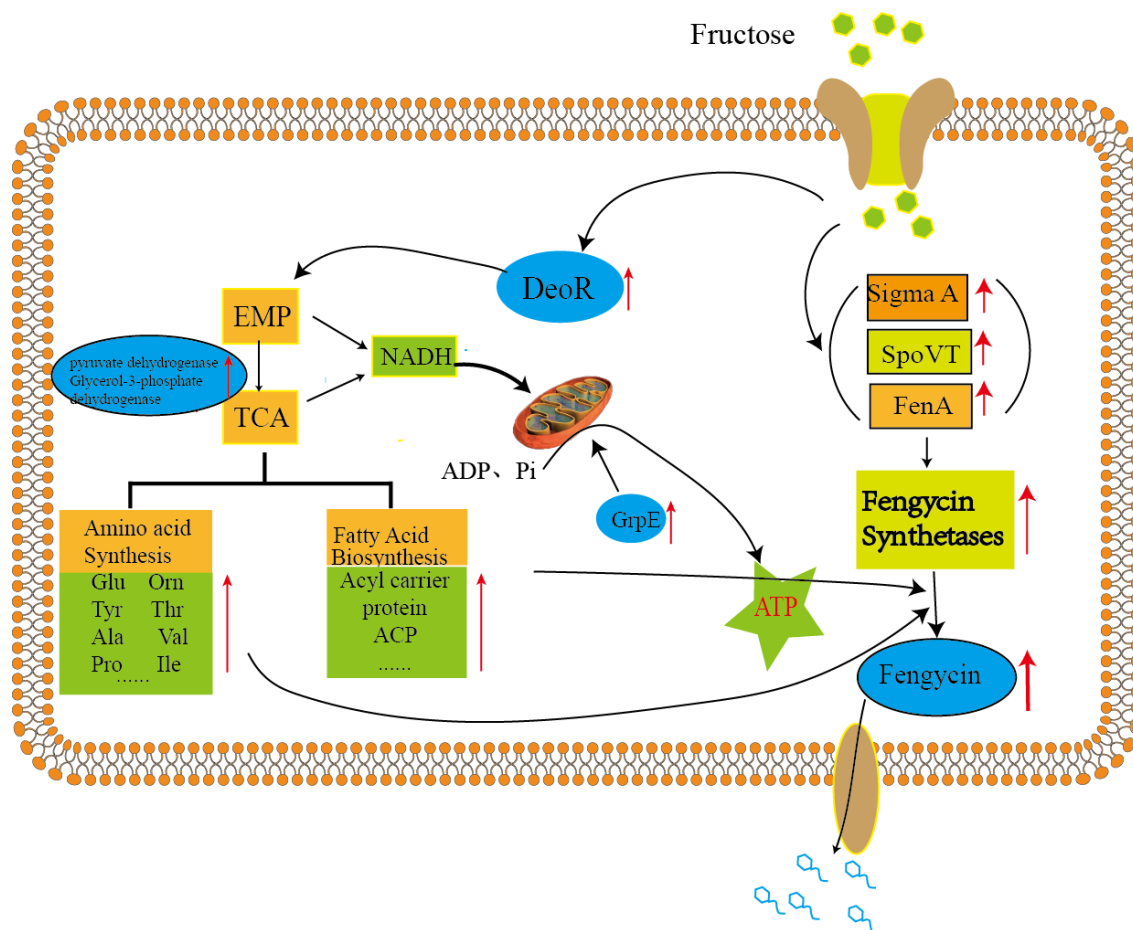 Fructose
DeoR
Sigma A
SpoVT
FenA
EMP
NADH
pyruvate dehydrogenase
Glycerol-3-phosphate
dehydrogenase
TCA
ADP、Pi
GrpE
Fengycin
Synthetases
Amino acid
Synthesis
Glu Orn
Tyr Thr
Ala Val
Pro Ile
......
Fatty Acid
Biosynthesis
Acyl carrier
protein
ACP
......
ATP
Fengycin